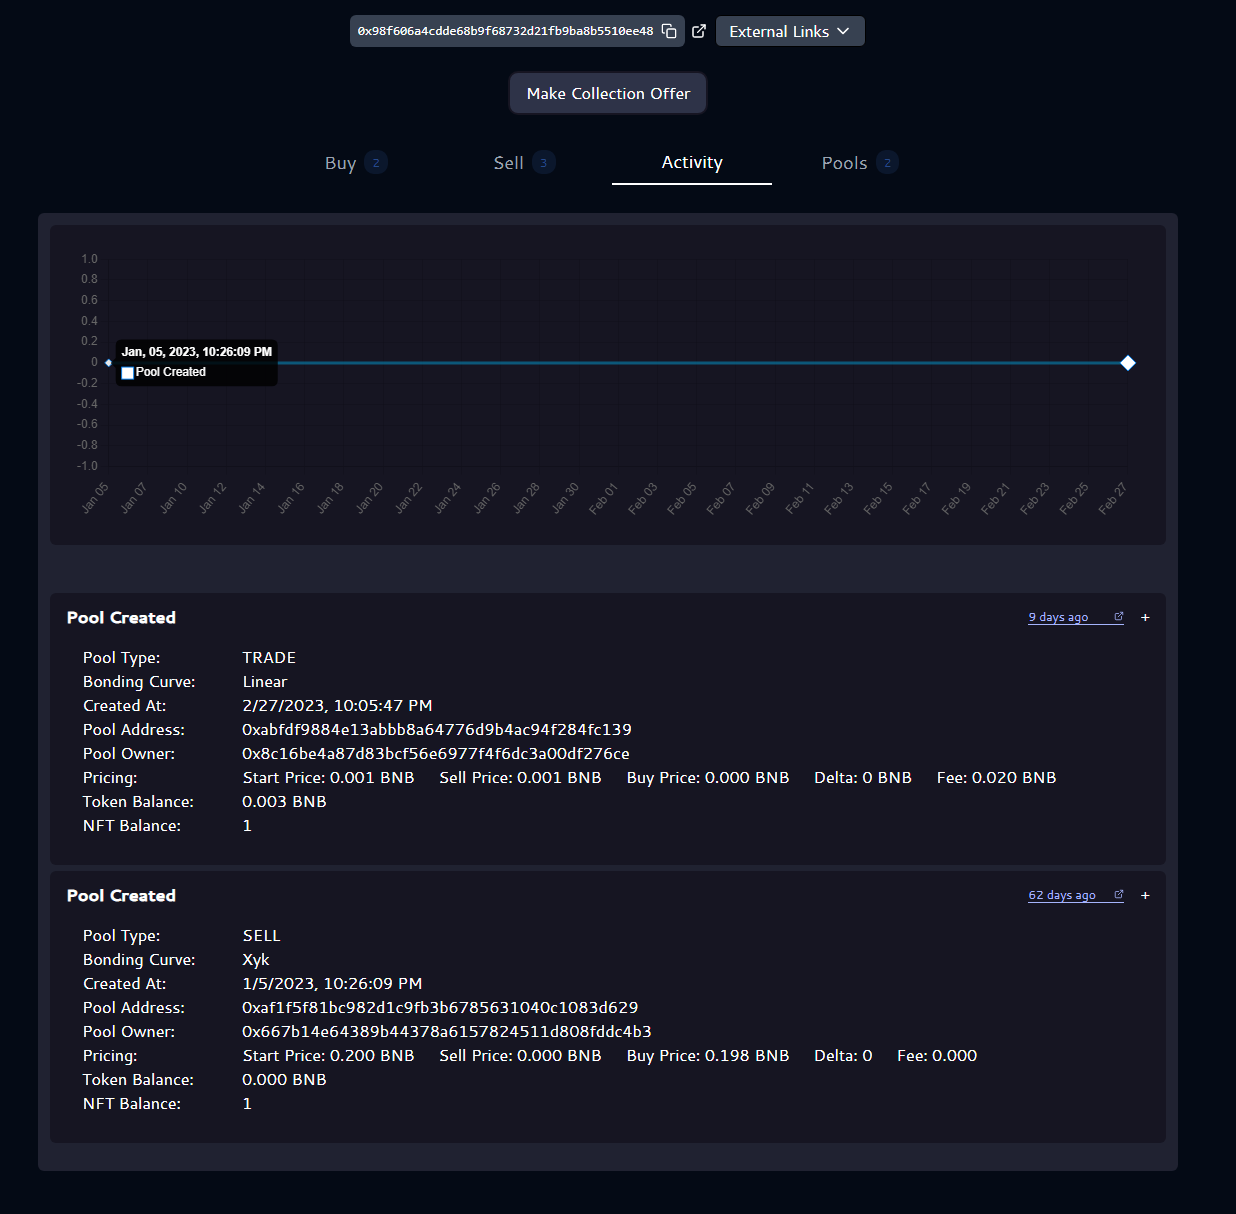 0x98f606a4cdde68b9f68732d21fb9ba8b5510ee48 External Links
Make Collection Offer
Buy 2 Sell 3 Activity Pools 2
1.0
0.8
0.6
0.4
0.2
0
-0.2
-0.4
-0.6
-0.8
-1.0
Jan, 05, 2023, 10:26:09 PM
Pool Created
Jan 05 Jan 07 Jan 10 Jan 12 Jan 14 Jan 16 Jan 18 Jan 20 Jan 22 Jan 24 Jan 26 Jan 28 Jan 30 Feb 01 Feb 03 Feb 05 Feb 07 Feb 09 Feb 11 Feb 13 Feb 15 Feb 17 Feb 19 Feb 21 Feb 23 Feb 25 Feb 27
Pool Created 9 days ago +
Pool Type: TRADE
Bonding Curve: Linear
Created At: 2/27/2023, 10:05:47 PM
Pool Address: 0xabfdf9884e13abbb8a64776d9b4ac94f284fc139
Pool Owner: 0x8c16be4a87d83bcf56e6977f4f6dc3a00df276ce
Pricing: Start Price: 0.001 BNB Sell Price: 0.001 BNB Buy Price: 0.000 BNB Delta: 0 BNB Fee: 0.020 BNB
Token Balance: 0.003 BNB
NFT Balance: 1
Pool Created 62 days ago +
Pool Type: SELL
Bonding Curve: Xyk
Created At: 1/5/2023, 10:26:09 PM
Pool Address: 0xaf1f5f81bc982d1c9fb3b6785631040c1083d629
Pool Owner: 0x667b14e64389b44378a6157824511d808fddc4b3
Pricing: Start Price: 0.200 BNB Sell Price: 0.000 BNB Buy Price: 0.198 BNB Delta: 0 Fee: 0.000
Token Balance: 0.000 BNB
NFT Balance: 1